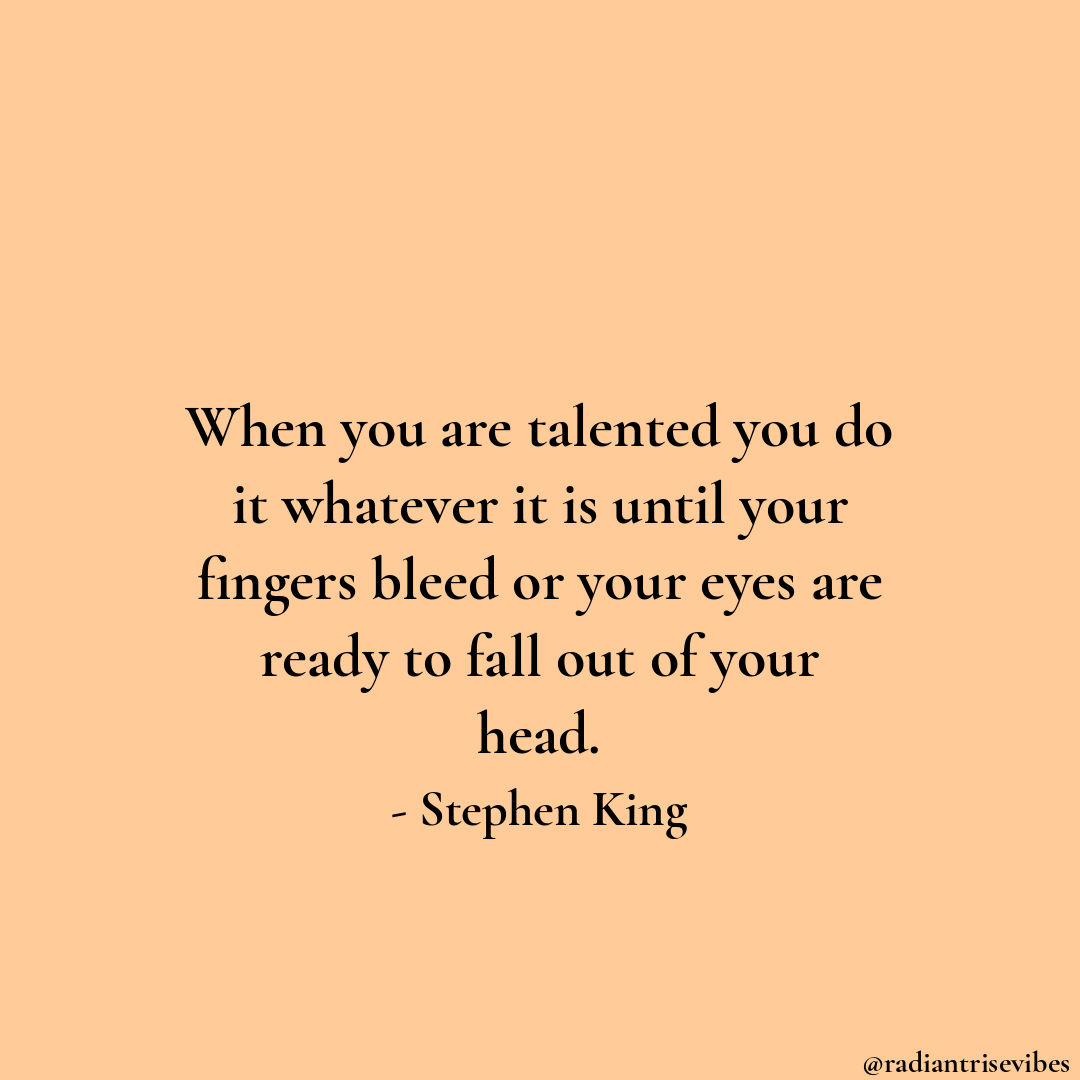 When you are talented you do
it whatever it is until your
fingers bleed or your eyes are
ready to fall out of your
head.
- Stephen King
@radiantrisevibes